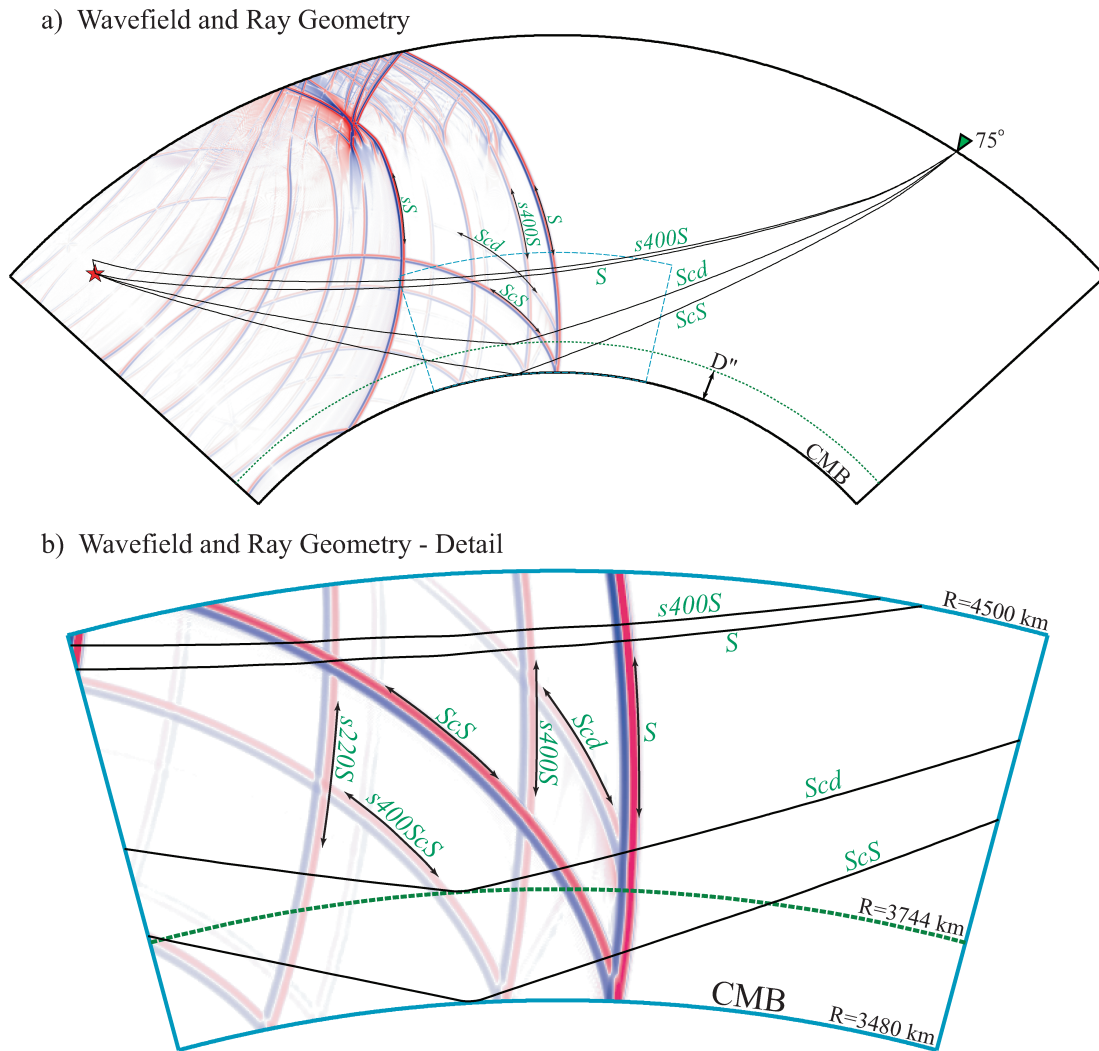 a) Wavefield and Ray Geometry
75°
sS
s400S
S
Scd
ScS
s400S
S
Scd
ScS
D"
CMB
b) Wavefield and Ray Geometry - Detail
R=4500 km
s400S
S
ScS
s220S
s400S
Scd
S
s400ScS
Scd
ScS
R=3744 km
CMB
R=3480 km